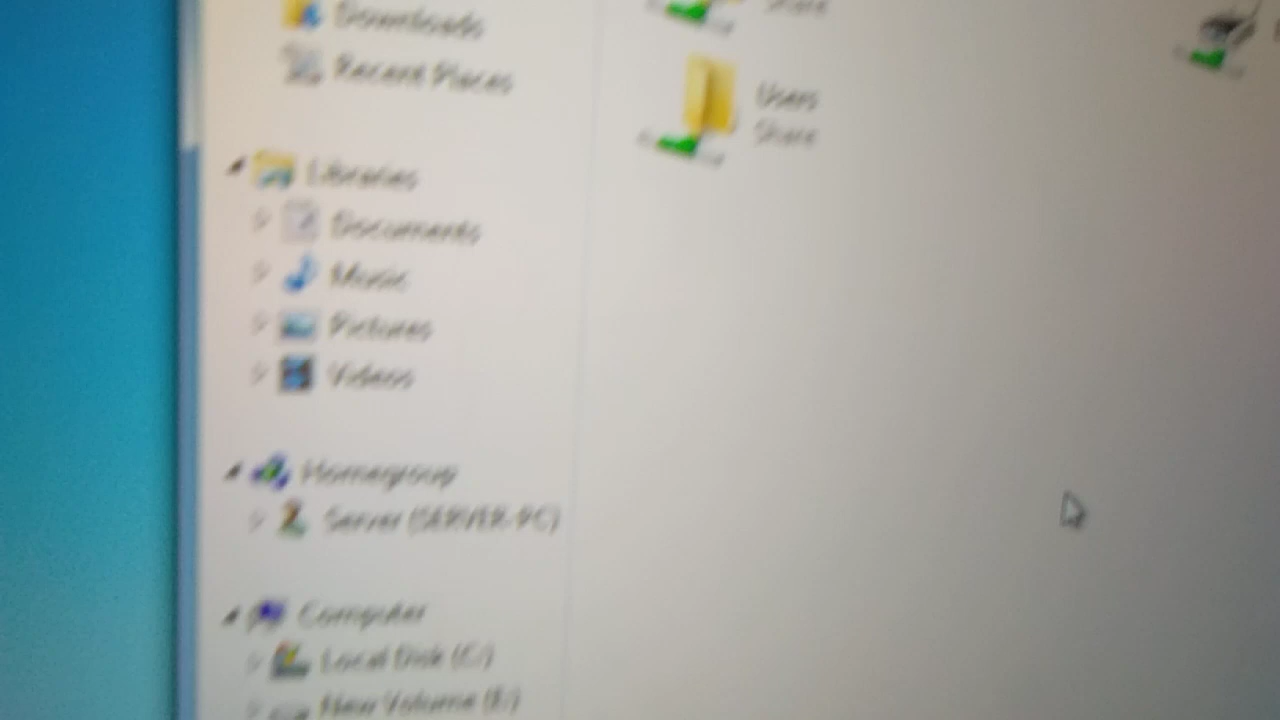 Downloads
Recent Places
Libraries
Documents
Music
Pictures
Videos
Homegroup
Server (SERVER-PC)
Computer
Local Disk (C:)
New Volume (E:)
Share
Users
Share